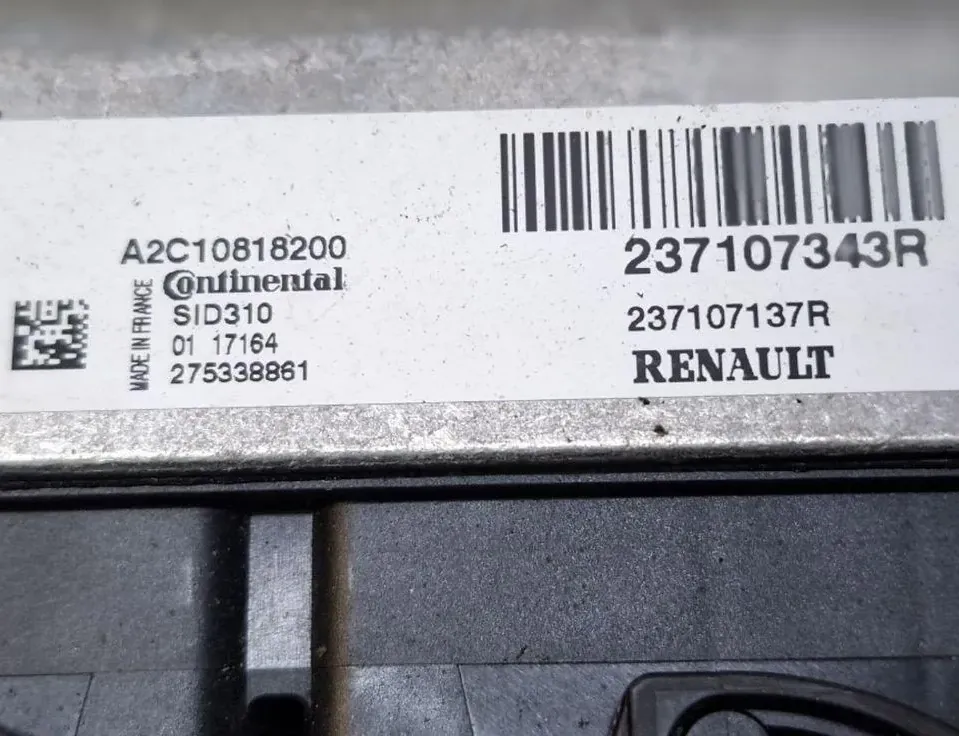 A2C10818200
Continental
SID310
01 17164
275338861
MADE IN FRANCE
237107343R
237107137R
RENAULT